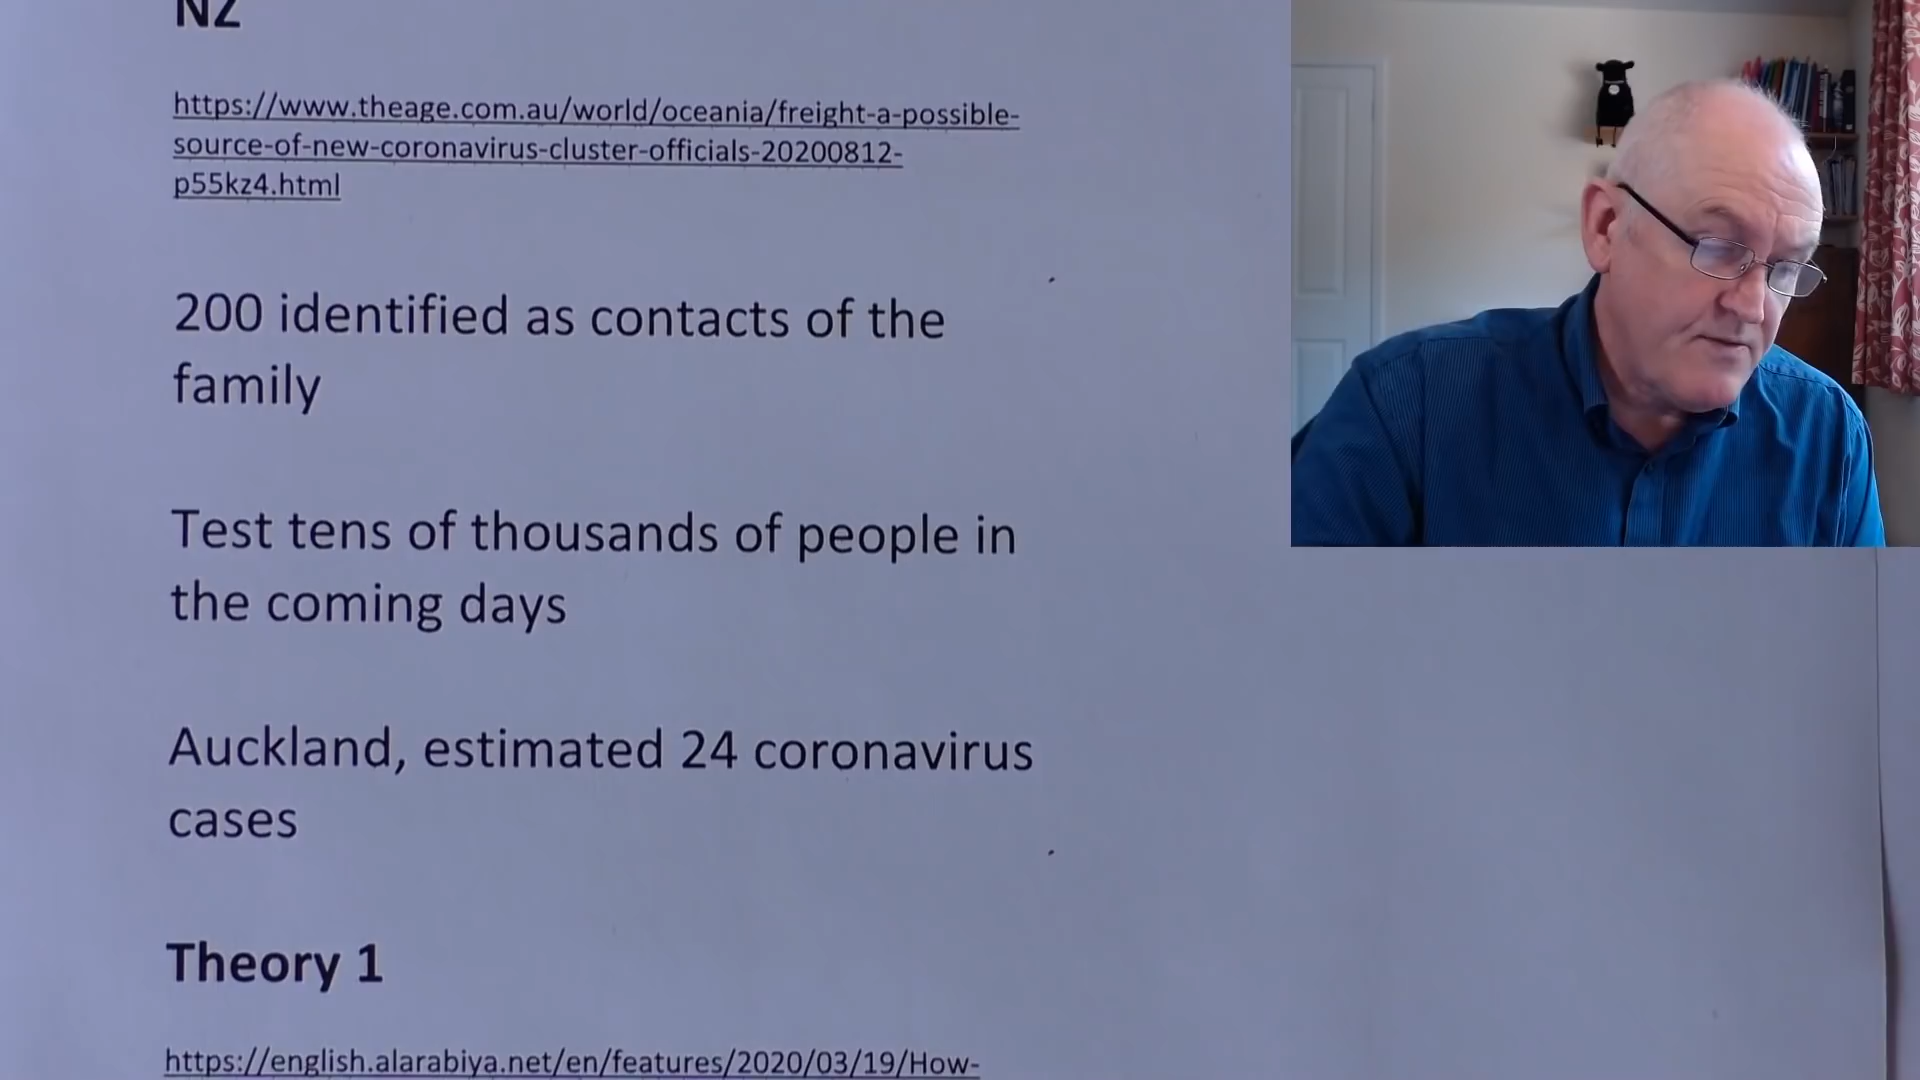 NZ
https://www.theage.com.au/world/oceania/freight-a-possible-
source-of-new-coronavirus-cluster-officials-20200812-
p55kz4.html
200 identified as contacts of the
family
Test tens of thousands of people in
the coming days
Auckland, estimated 24 coronavirus
cases
Theory 1
https://english.alarabiya.net/en/features/2020/03/19/How-